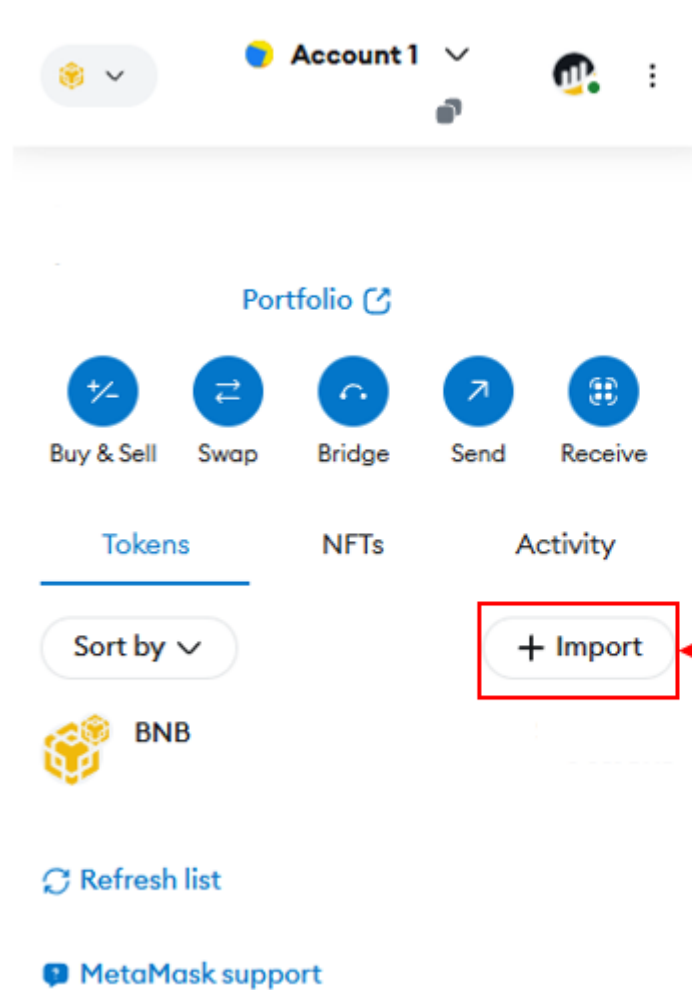 Account 1
Portfolio
Buy & Sell Swap Bridge Send Receive
Tokens NFTs Activity
Sort by + Import
BNB
Refresh list
MetaMask support